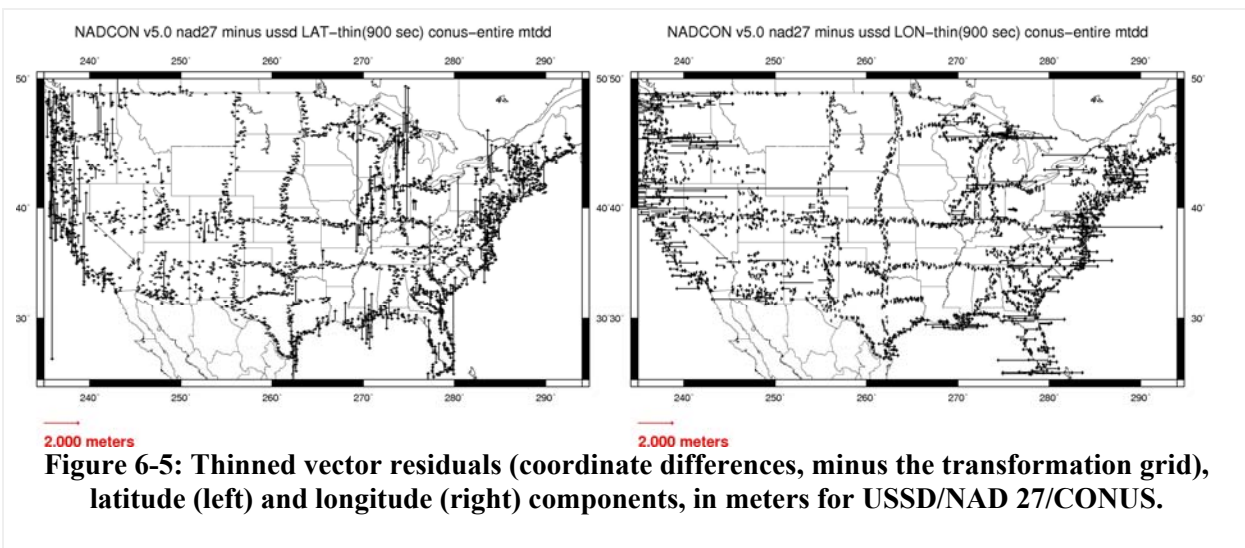 NADCON v5.0 nad27 minus ussd LAT−thin(900 sec) conus−entire mtdd
240˚ 250˚ 260˚ 270˚ 280˚ 290˚
50˚
40˚
30˚
240˚ 250˚ 260˚ 270˚ 280˚ 290˚
2.000 meters
NADCON v5.0 nad27 minus ussd LON−thin(900 sec) conus−entire mtdd
240˚ 250˚ 260˚ 270˚ 280˚ 290˚
50˚ 50˚
40˚ 40˚
30˚ 30˚
240˚ 250˚ 260˚ 270˚ 280˚ 290˚
2.000 meters
Figure 6-5: Thinned vector residuals (coordinate differences, minus the transformation grid),
latitude (left) and longitude (right) components, in meters for USSD/NAD 27/CONUS.